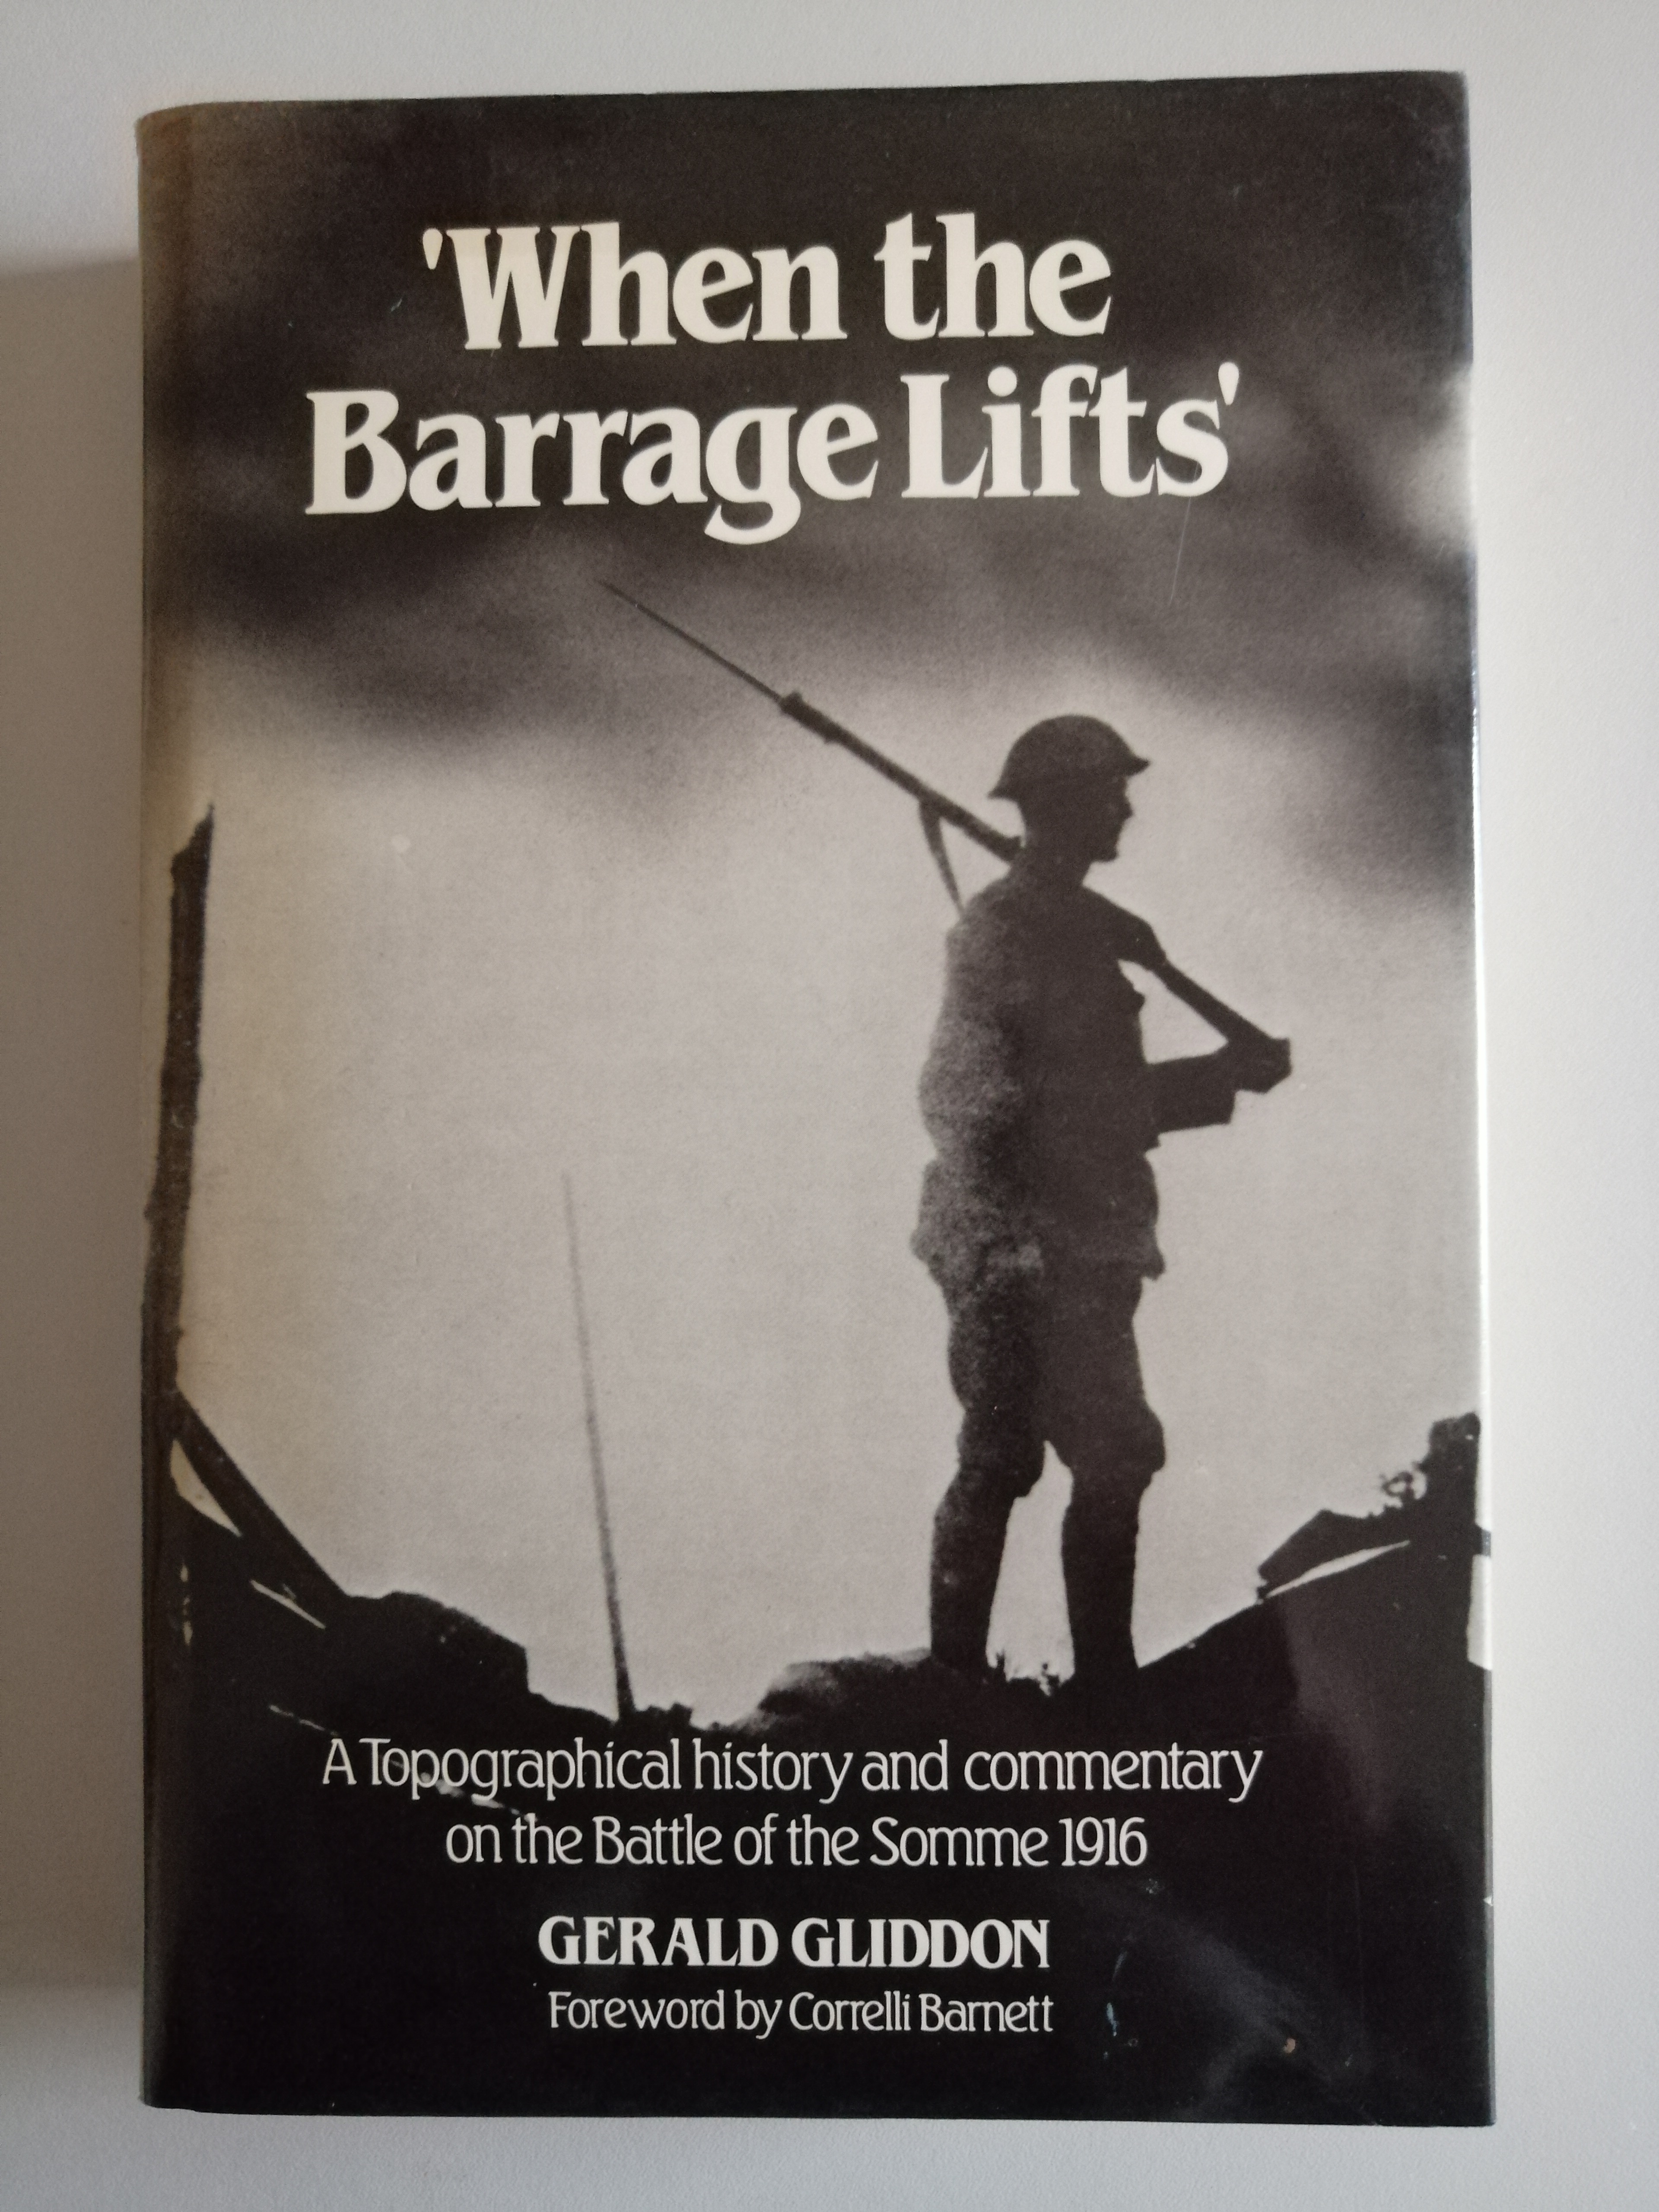 'When the
Barrage Lifts'
A Topographical history and commentary
on the Battle of the Somme 1916
GERALD GLIDDON
Foreword by Correlli Barnett